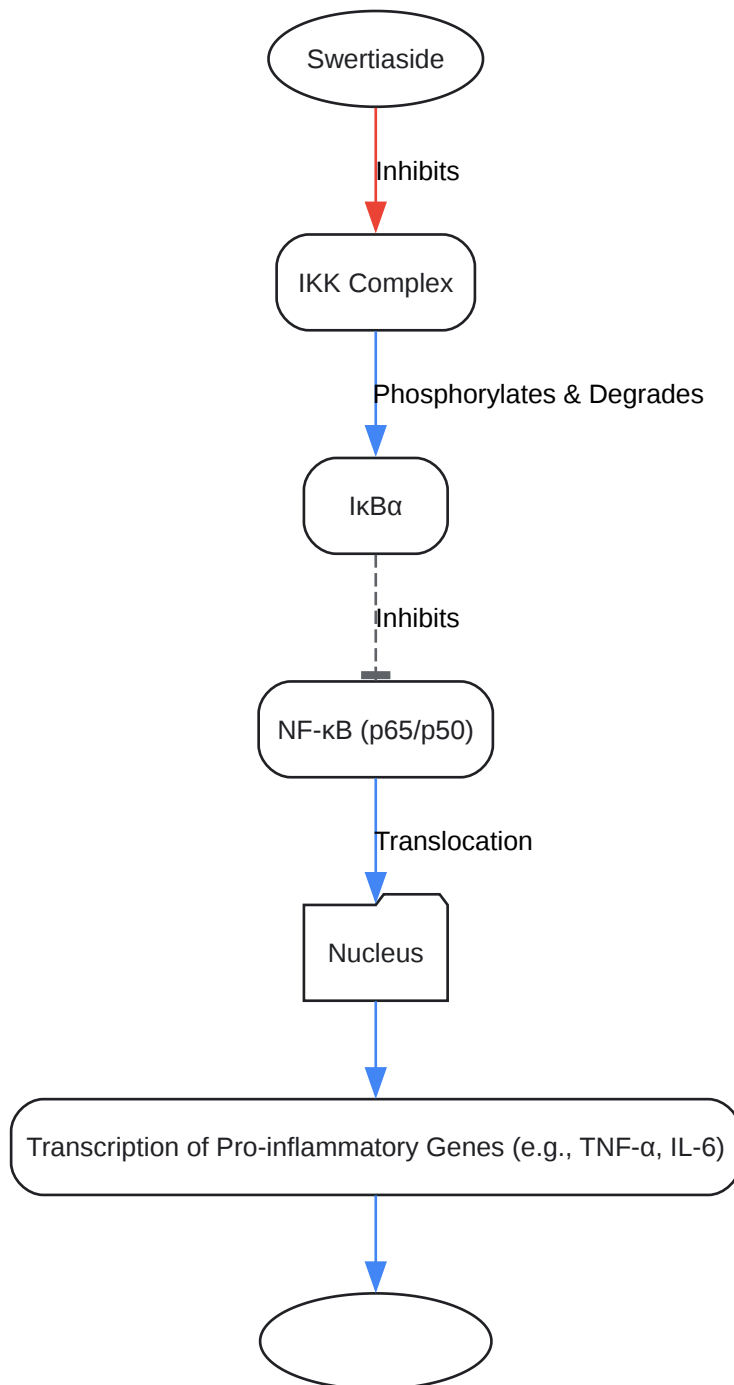 Swertiaside
Inhibits
IKK Complex
Phosphorylates & Degrades
IκBα
Inhibits
NF-κB (p65/p50)
Translocation
Nucleus
Transcription of Pro-inflammatory Genes (e.g., TNF-α, IL-6)